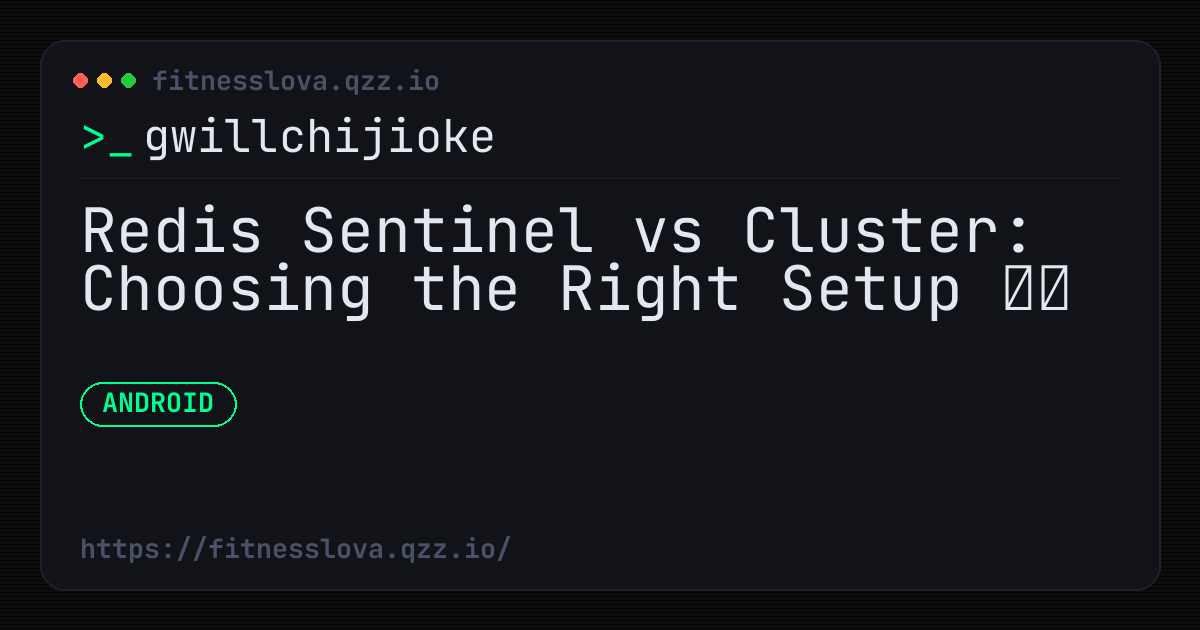 fitnesslova.qzz.io
>_ gwillchijioke
Redis Sentinel vs Cluster:
Choosing the Right Setup
ANDROID
https://fitnesslova.qzz.io/